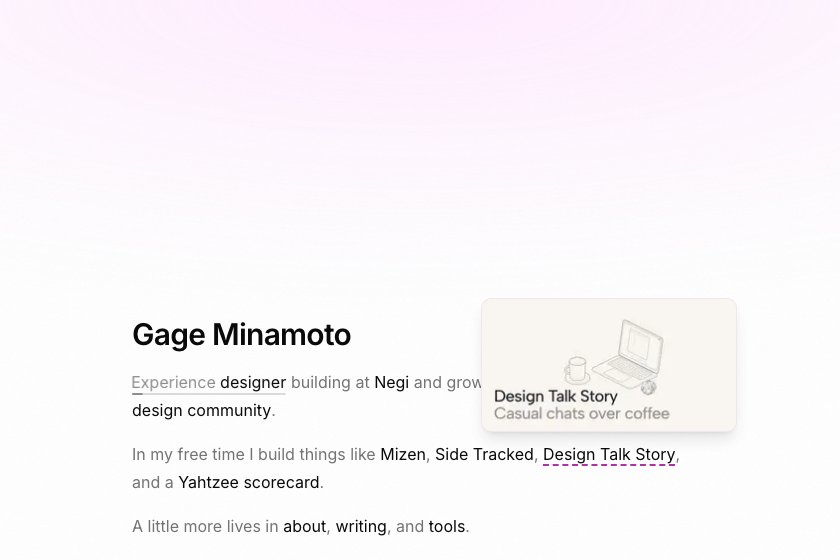 Gage Minamoto
Experience designer building at Negi and grow
design community.
Design Talk Story
Casual chats over coffee
In my free time I build things like Mizen, Side Tracked, Design Talk Story,
and a Yahtzee scorecard.
A little more lives in about, writing, and tools.